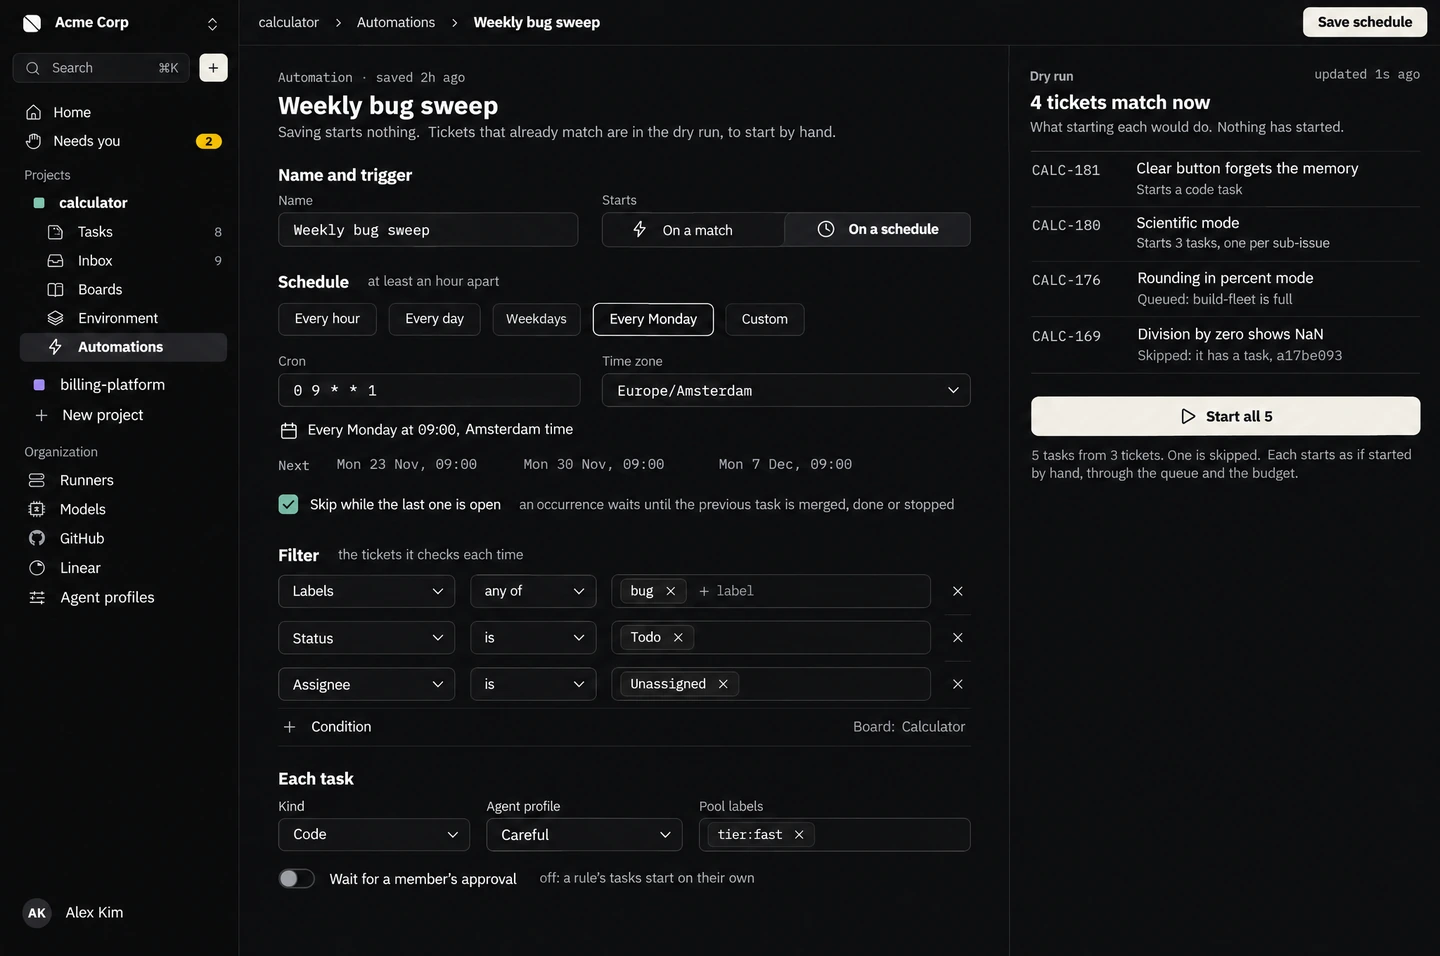 Acme Corp
Search ⌘K +
Home
Needs you 2
Projects
calculator
Tasks 8
Inbox 9
Boards
Environment
Automations
billing-platform
+ New project
Organization
Runners
Models
GitHub
Linear
Agent profiles
AK Alex Kim
calculator > Automations > Weekly bug sweep
Save schedule
Automation · saved 2h ago
Weekly bug sweep
Saving starts nothing. Tickets that already match are in the dry run, to start by hand.
Name and trigger
Name Starts
Weekly bug sweep On a match On a schedule
Schedule at least an hour apart
Every hour Every day Weekdays Every Monday Custom
Cron Time zone
0 9 * * 1 Europe/Amsterdam
Every Monday at 09:00, Amsterdam time
Next Mon 23 Nov, 09:00 Mon 30 Nov, 09:00 Mon 7 Dec, 09:00
Skip while the last one is open an occurrence waits until the previous task is merged, done or stopped
Filter the tickets it checks each time
Labels any of bug × + label ×
Status is Todo × ×
Assignee is Unassigned × ×
+ Condition Board: Calculator
Each task
Kind Agent profile Pool labels
Code Careful tier:fast ×
Wait for a member’s approval off: a rule’s tasks start on their own
Dry run updated 1s ago
4 tickets match now
What starting each would do. Nothing has started.
CALC-181 Clear button forgets the memory
Starts a code task
CALC-180 Scientific mode
Starts 3 tasks, one per sub-issue
CALC-176 Rounding in percent mode
Queued: build-fleet is full
CALC-169 Division by zero shows NaN
Skipped: it has a task, a17be093
Start all 5
5 tasks from 3 tickets. One is skipped. Each starts as if started
by hand, through the queue and the budget.